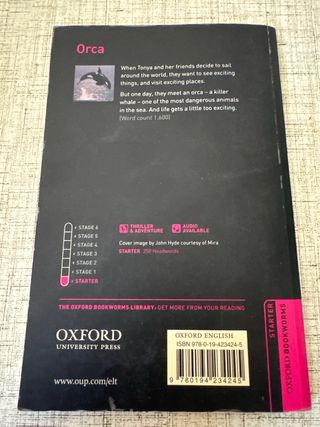 Orca
When Tonya and her friends decide to sail
around the world, they want to see exciting
things, and visit exciting places.
But one day, they meet an orca – a killer
whale – one of the most dangerous animals
in the sea. And life gets a little too exciting.
(Word count 1,600)
< STAGE 6
< STAGE 5
< STAGE 4
< STAGE 3
< STAGE 2
< STAGE 1
< STARTER
THRILLER
& ADVENTURE
AUDIO
AVAILABLE
Cover image by John Hyde courtesy of Mira
STARTER 250 Headwords
THE OXFORD BOOKWORMS LIBRARY: GET MORE FROM YOUR READING
STARTER
OXFORD BOOKWORMS
OXFORD
UNIVERSITY PRESS
www.oup.com/elt
OXFORD ENGLISH
ISBN 978-0-19-423424-5
9 780194 234245